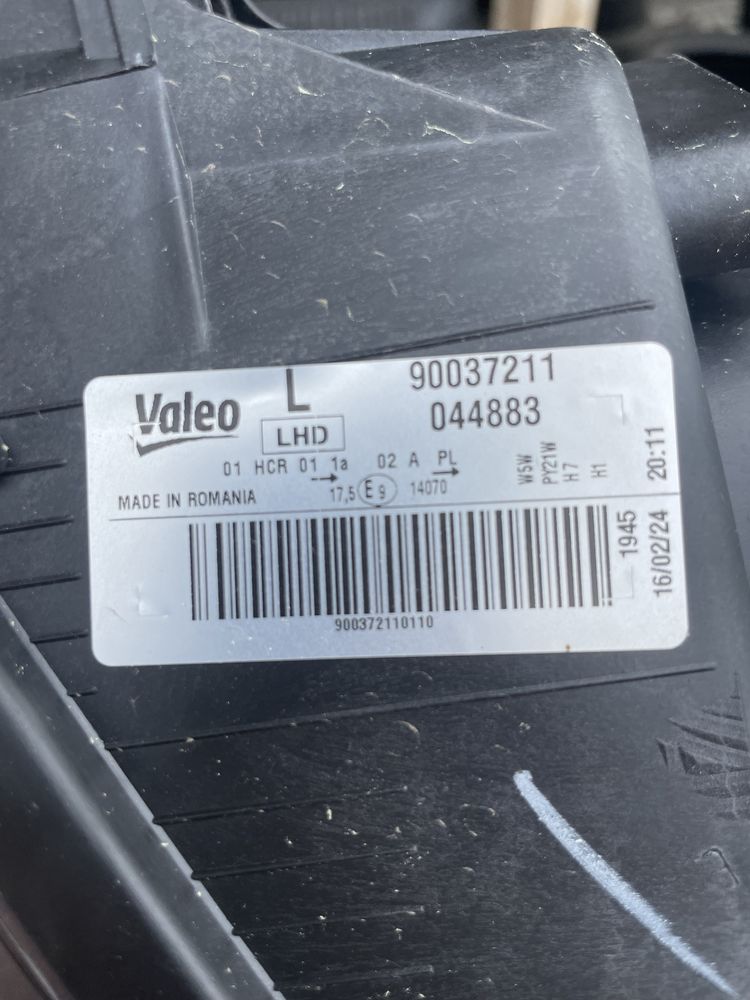 Valeo L 90037211
LHD 044883
01 HCR 01 1a 02 A PL
MADE IN ROMANIA 17,5 E9 14070
W5W
PY21W
H7
H1
20:11
1945
16/02/24
900372110110